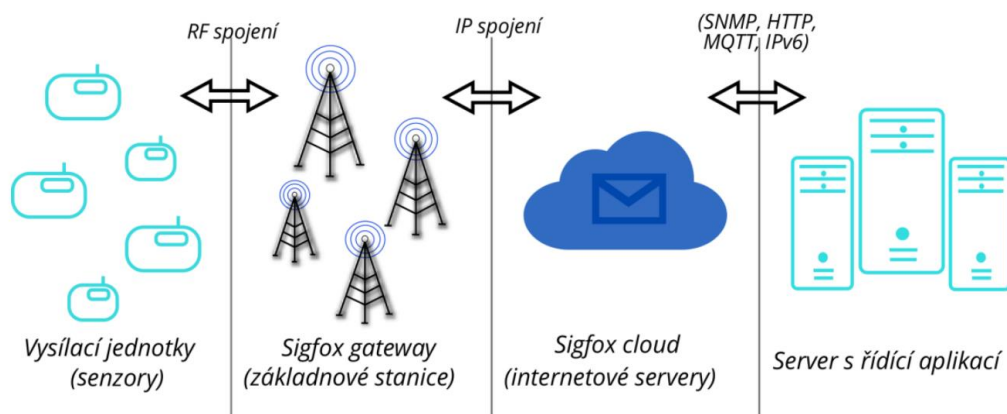 RF spojení
IP spojení
(SNMP, HTTP,
MQTT, IPv6)
Vysílací jednotky
(senzory)
Sigfox gateway
(základnové stanice)
Sigfox cloud
(internetové servery)
Server s řídící aplikací